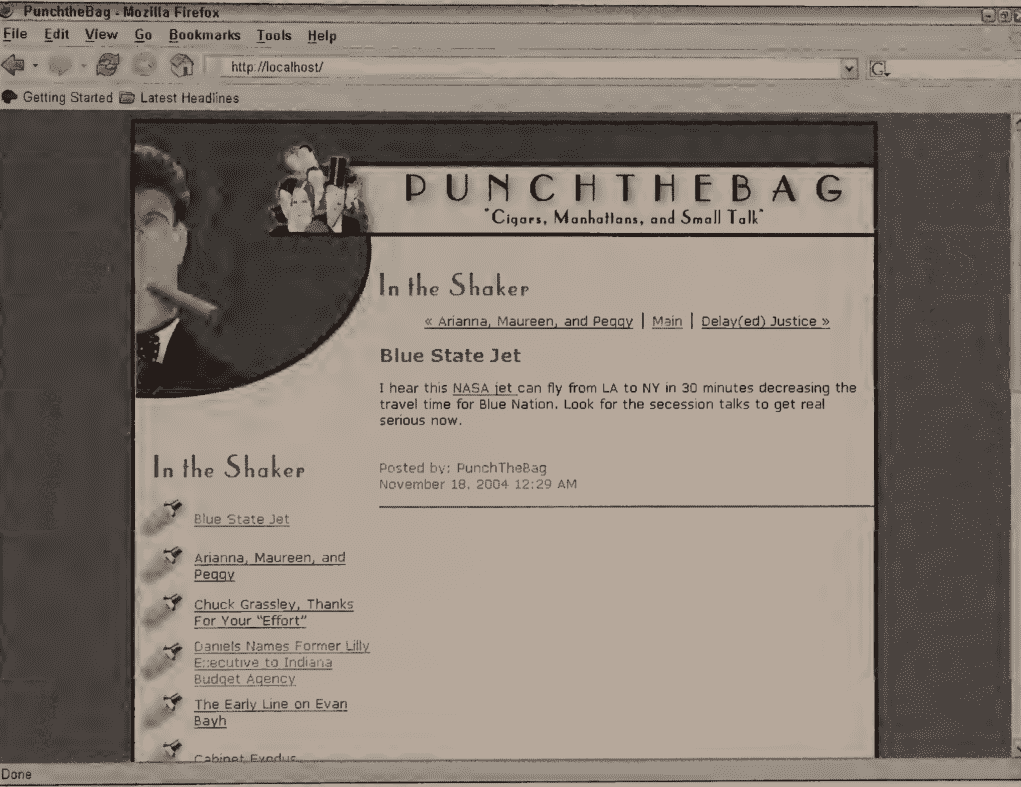 PunchtheBag - Mozilla Firefox
File Edit View Go Bookmarks Tools Help
http://localhost/
G
Getting Started Latest Headlines
PUNCHTHEBAG
"Cigars, Manhattans, and Small Talk"
In the Shaker
« Arianna, Maureen, and Peggy | Main | Delay(ed) Justice »
Blue State Jet
I hear this NASA jet can fly from LA to NY in 30 minutes decreasing the
travel time for Blue Nation. Look for the secession talks to get real
serious now.
Posted by: PunchTheBag
November 18, 2004 12:29 AM
In the Shaker
Blue State Jet
Arianna, Maureen, and
Peggy
Chuck Grassley, Thanks
For Your "Effort"
Daniels Names Former Lilly
Executive to Indiana
Budget Agency
The Early Line on Evan
Bayh
Cabinet Exodus
Done